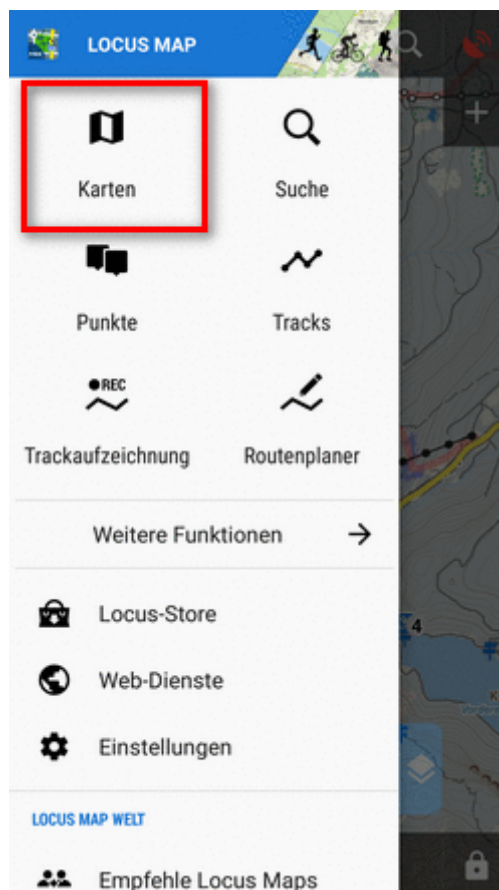 LOCUS MAP
Karten
Suche
Punkte
Tracks
REC
Trackaufzeichnung
Routenplaner
Weitere Funktionen
Locus-Store
Web-Dienste
4
Einstellungen
LOCUS MAP WELT
Empfehle Locus Maps